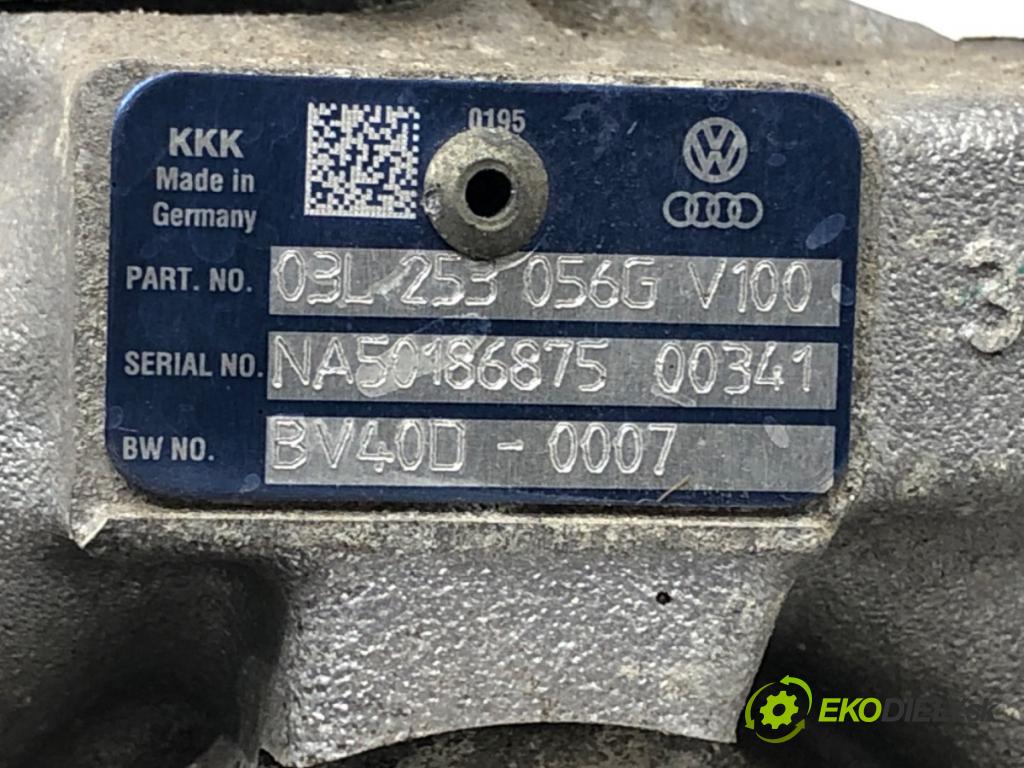 0195
KKK
Made in
Germany
PART. NO. 03L 253 056G V100
SERIAL NO. NA50186875 00341
BW NO. BV40D - 0007
3